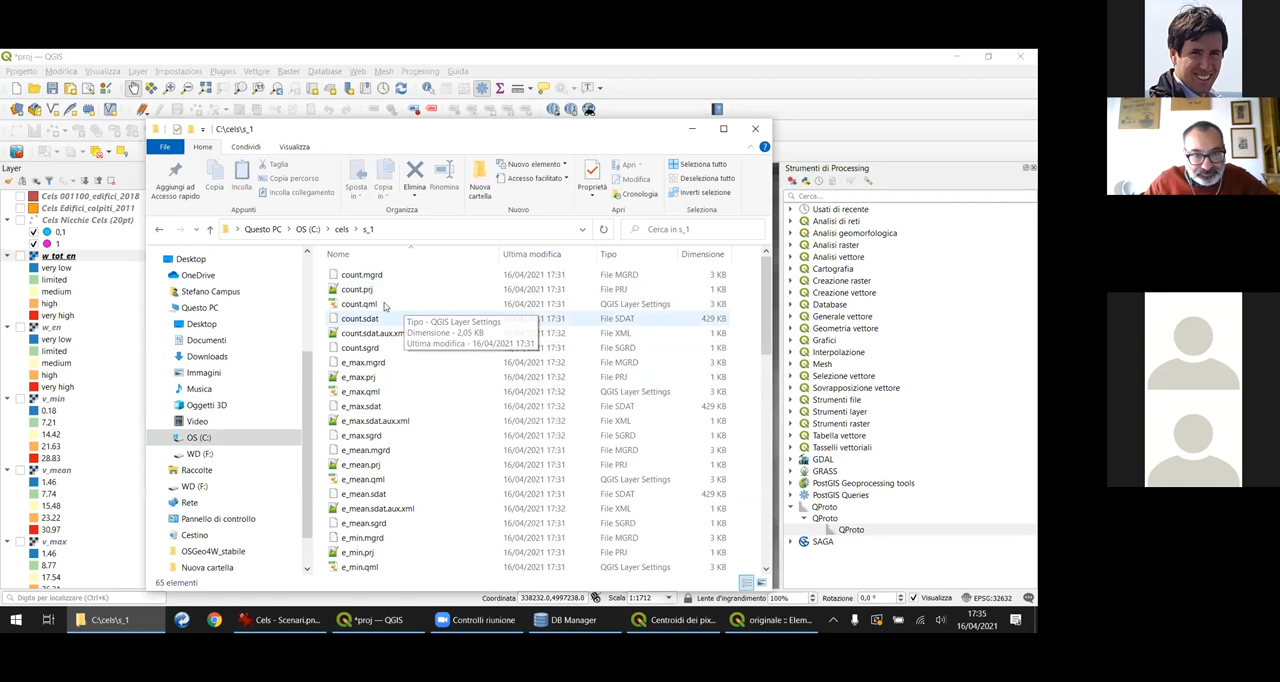 *proj — QGIS
Progetto Modifica Visualizza Layer Impostazioni Plugins Vettore Raster Database Web Mesh Processing Guida
C:\cels\s_1
File Home Condividi Visualizza
Aggiungi ad Accesso rapido
Copia
Incolla
Taglia
Copia percorso
Incolla collegamento
Appunti
Sposta in
Copia in
Elimina
Rinomina
Organizza
Nuova cartella
Nuovo elemento
Accesso facilitato
Nuovo
Proprietà
Apri
Modifica
Cronologia
Apri
Seleziona tutto
Deseleziona tutto
Inverti selezione
Selezione
Questo PC > OS (C:) > cels > s_1
Cerca in s_1
Layer
Cels 001100_edifici_2018
Cels Edifici_colpiti_2011
Cels Nicchie Cels (20pt)
0,1
1
w_tot_en
very low
limited
medium
high
very high
w_en
very low
limited
medium
high
very high
v_min
0.18
7.21
14.42
21.63
28.83
v_mean
1.46
7.74
15.48
23.22
30.97
v_max
1.46
8.77
17.54
Desktop
OneDrive
Stefano Campus
Questo PC
Desktop
Documenti
Downloads
Immagini
Musica
Oggetti 3D
Video
OS (C:)
WD (F:)
Raccolte
WD (F:)
Rete
Pannello di controllo
Cestino
OSGeo4W_stabile
Nuova cartella
Nome Ultima modifica Tipo Dimensione
count.mgrd 16/04/2021 17:31 File MGRD 3 KB
count.prj 16/04/2021 17:31 File PRJ 1 KB
count.qml 16/04/2021 17:31 QGIS Layer Settings 3 KB
count.sdat 16/04/2021 17:31 File SDAT 429 KB
count.sdat.aux.xm 16/04/2021 17:31 File XML 1 KB
count.sgrd 16/04/2021 17:31 File SGRD 1 KB
e_max.mgrd 16/04/2021 17:32 File MGRD 3 KB
e_max.prj 16/04/2021 17:32 File PRJ 1 KB
e_max.qml 16/04/2021 17:32 QGIS Layer Settings 3 KB
e_max.sdat 16/04/2021 17:32 File SDAT 429 KB
e_max.sdat.aux.xml 16/04/2021 17:32 File XML 1 KB
e_max.sgrd 16/04/2021 17:32 File SGRD 1 KB
e_mean.mgrd 16/04/2021 17:32 File MGRD 3 KB
e_mean.prj 16/04/2021 17:32 File PRJ 1 KB
e_mean.qml 16/04/2021 17:32 QGIS Layer Settings 3 KB
e_mean.sdat 16/04/2021 17:32 File SDAT 429 KB
e_mean.sdat.aux.xml 16/04/2021 17:32 File XML 1 KB
e_mean.sgrd 16/04/2021 17:32 File SGRD 1 KB
e_min.mgrd 16/04/2021 17:32 File MGRD 3 KB
e_min.prj 16/04/2021 17:32 File PRJ 1 KB
e_min.qml 16/04/2021 17:32 QGIS Layer Settings 3 KB
Tipo - QGIS Layer Settings
Dimensione - 2,05 KB
Ultima modifica - 16/04/2021 17:31
65 elementi
Strumenti di Processing
Cerca...
Usati di recente
Analisi di reti
Analisi geomorfologica
Analisi raster
Analisi vettore
Cartografia
Creazione raster
Creazione vettore
Database
Generale vettore
Geometria vettore
Grafici
Interpolazione
Mesh
Selezione vettore
Sovrapposizione vettore
Strumenti file
Strumenti layer
Strumenti raster
Tabella vettore
Tasselli vettoriali
GDAL
GRASS
PostGIS Geoprocessing tools
PostGIS Queries
QProto
QProto
QProto
SAGA
Digita per localizzare (Ctrl+K)
Coordinata 338232.0,4997238.0 Scala 1:1712 Lente d'ingrandimento 100% Rotazione 0,0 ° Visualizza EPSG:32632
C:\cels\s_1
Cels - Scenari.pn...
*proj — QGIS
Controlli riunione
DB Manager
Centroidi dei pix...
originale :: Elem...
17:35
16/04/2021